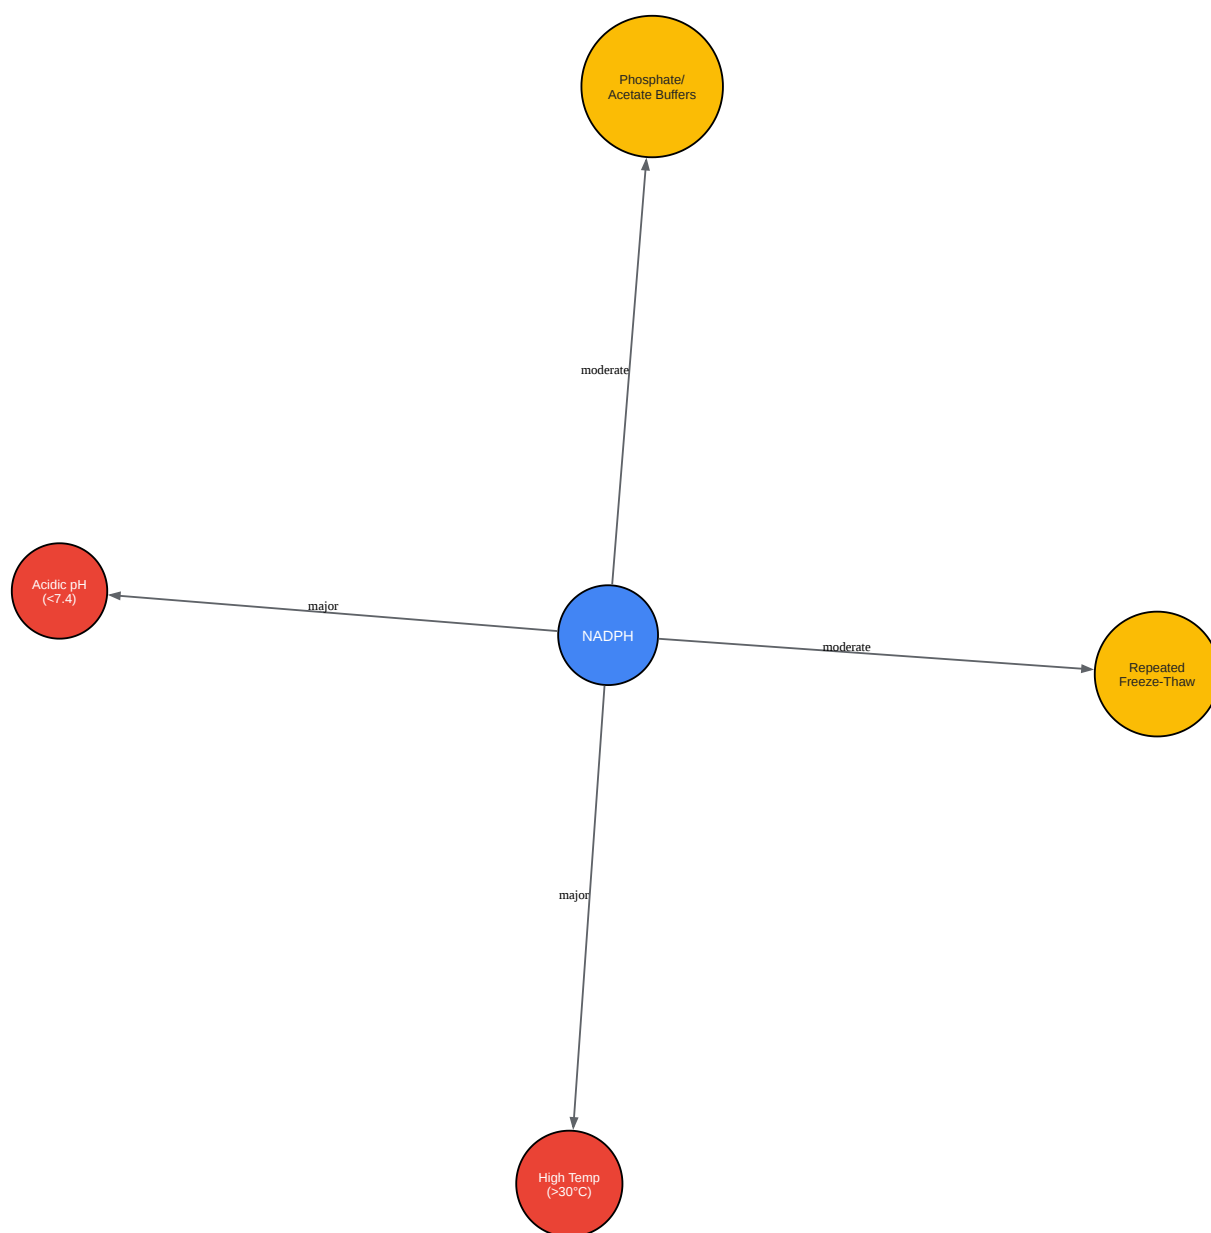 Phosphate/
Acetate Buffers
moderate
Acidic pH
(<7.4)
major
NADPH
moderate
Repeated
Freeze-Thaw
major
High Temp
(>30°C)